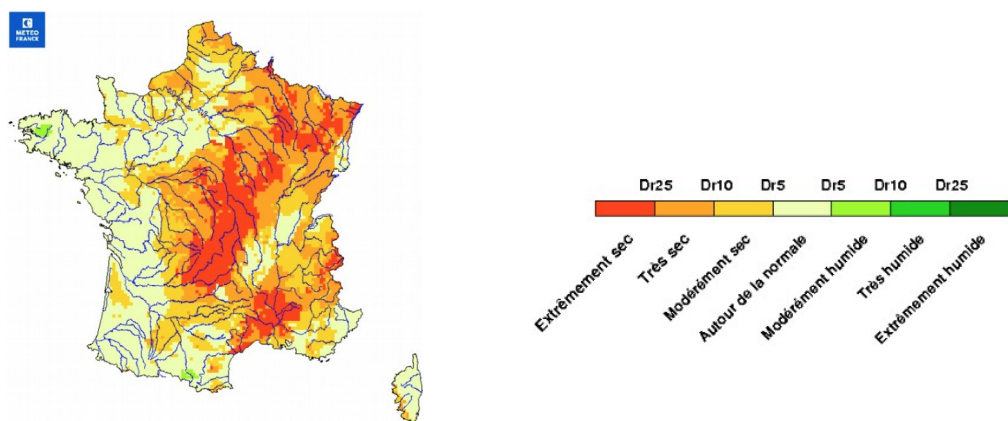 METEO
FRANCE
Dr25 Dr10 Dr5 Dr5 Dr10 Dr25
Extrêmement sec
Très sec
Modérément sec
Autour de la normale
Modérément humide
Très humide
Extrêmement humide